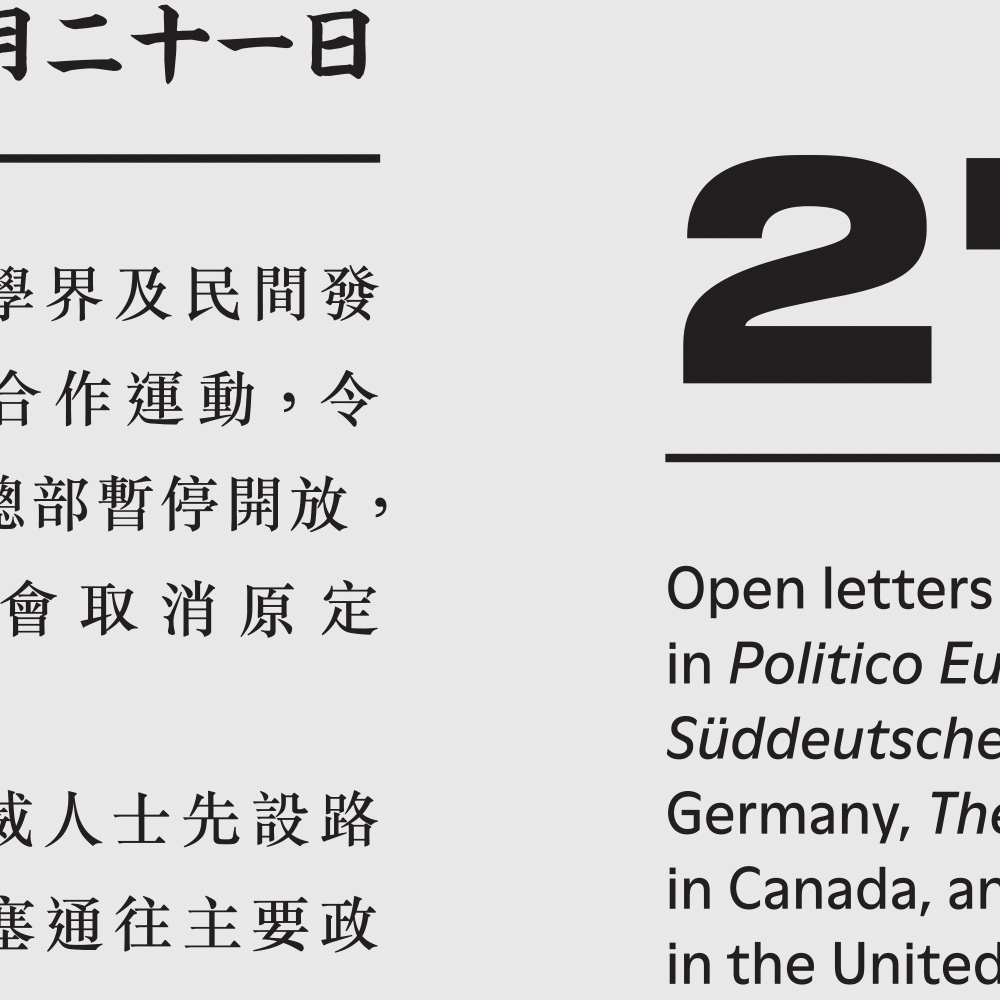 月二十一日
學界及民間發
合作運動，令
總部暫停開放，
會取消原定
威人士先設路
塞通往主要政
2
Open letters
in Politico Eu
Süddeutsche
Germany, The
in Canada, an
in the United